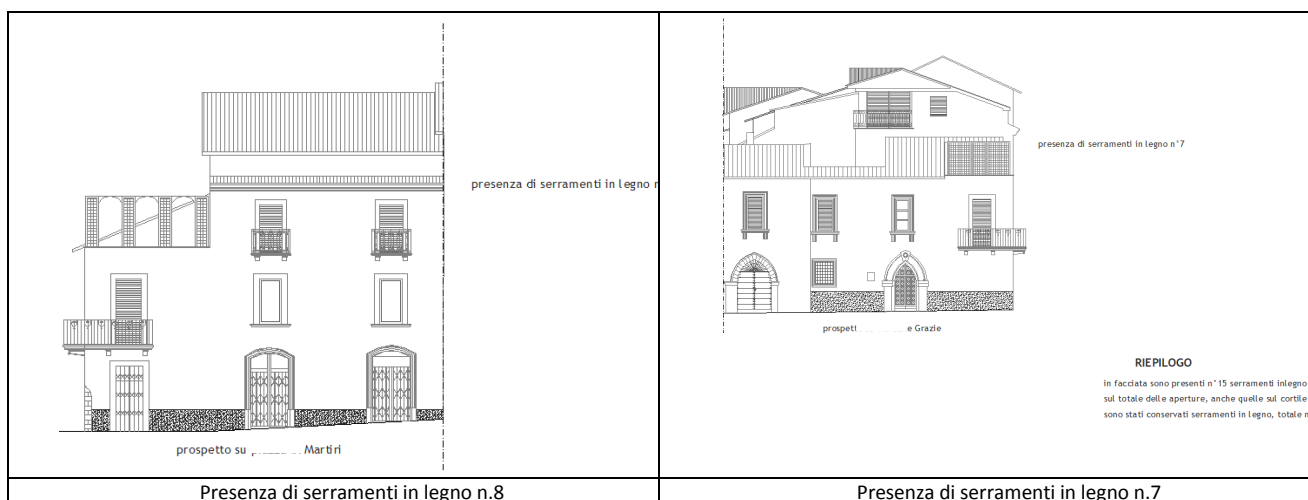 presenza di serramenti in legno
prospetto su Martiri
Presenza di serramenti in legno n.8
presenza di serramenti in legno n°7
e Grazie
RIEPILOGO
in facciata sono presenti n°15 serramenti inlegno
sul totale delle aperture, anche quelle sul cortile
sono stati conservati serramenti in legno, totale
Presenza di serramenti in legno n.7